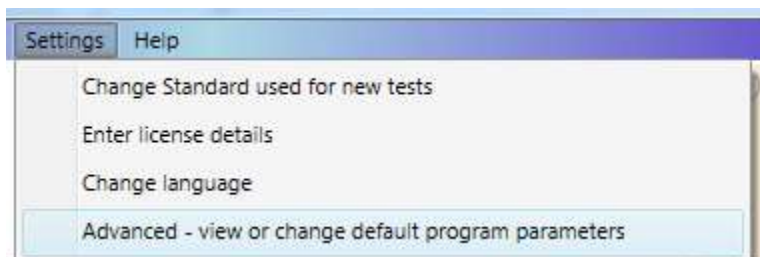 Settings Help
Change Standard used for new tests
Enter license details
Change language
Advanced - view or change default program parameters